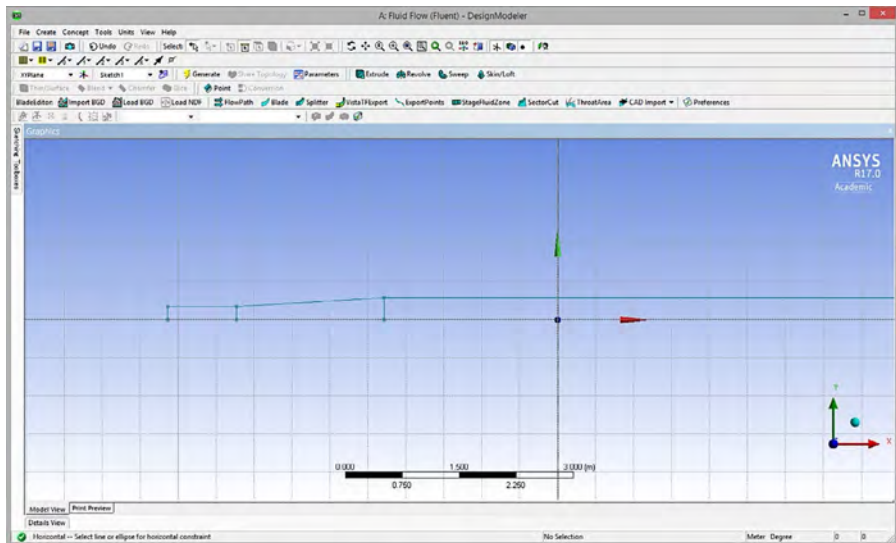 A: Fluid Flow (Fluent) - DesignModeler
File Create Concept Tools Units View Help
Undo Redo Select:
XYPlane Sketch1 Generate Share Topology Parameters Extrude Revolve Sweep Skin/Loft
Thin/Surface Blend Chamfer Slice Point Conversion
BladeEditor: Import BGD Load BGD Load NDF FlowPath Blade Splitter VistaTFExport ExportPoints StageFluidZone SectorCut ThroatArea CAD Import Preferences
Graphics
Sketching Toolboxes
ANSYS
R17.0
Academic
Y
X
0.000 1.500 3.000 (m)
0.750 2.250
Model View Print Preview
Details View
Horizontal -- Select line or ellipse for horizontal constraint No Selection Meter Degree 0 0